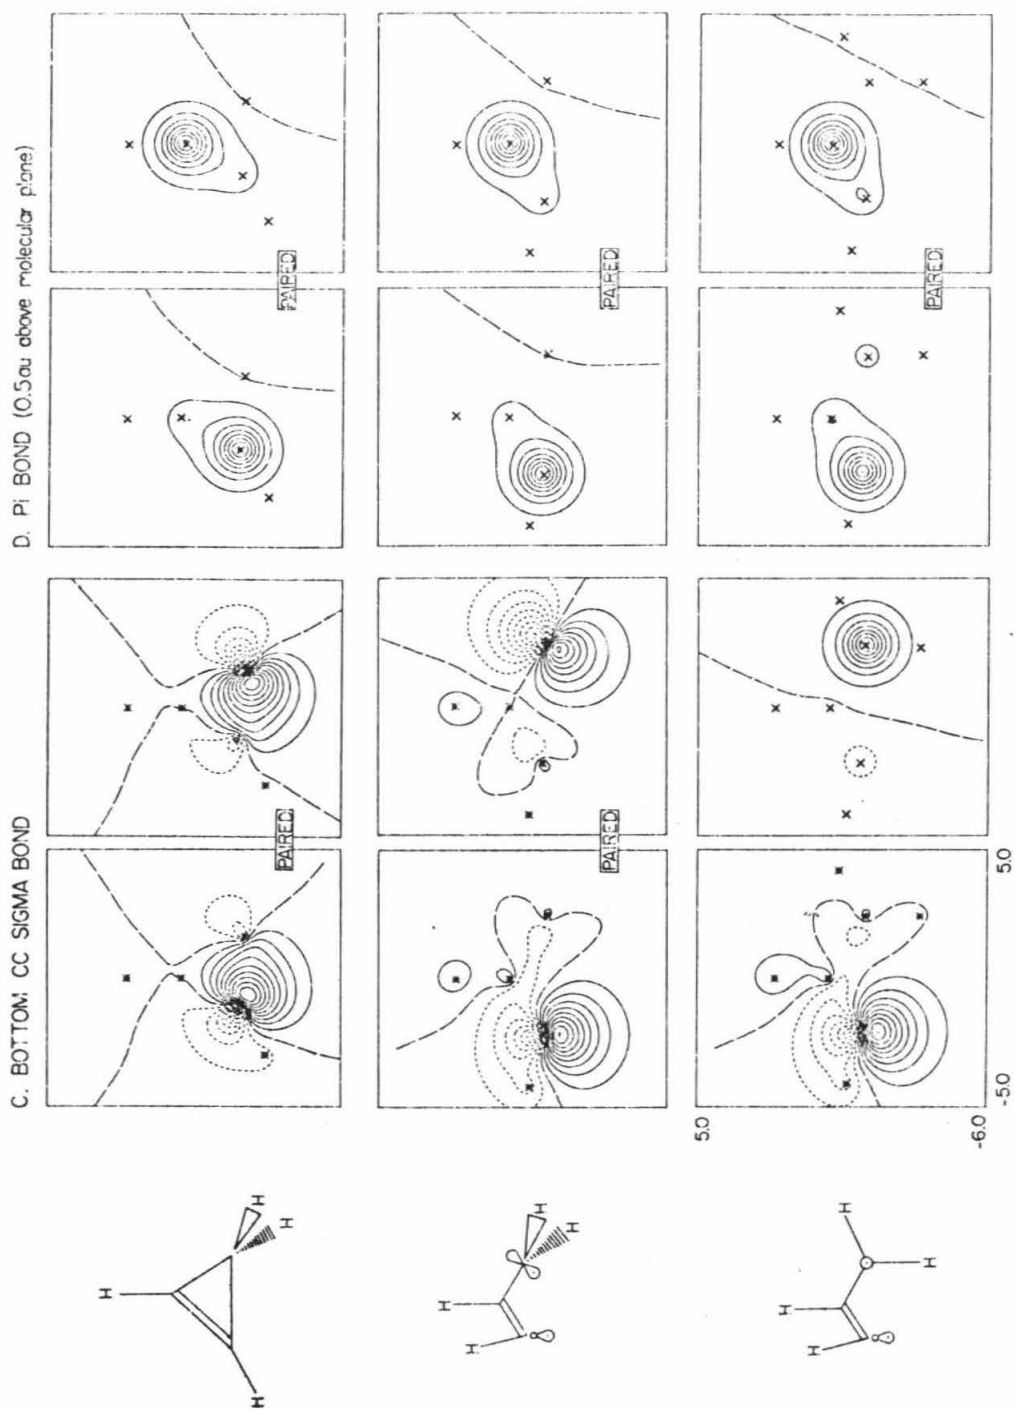 C. BOTTOM CC SIGMA BOND
D. Pi BOND (0.5au above molecular plane)
H
H
H
H
PAIRED
PAIRED
H
H
H
H
PAIRED
PAIRED
H
H
H
H
PAIRED
5.0
-6.0
-5.0
5.0